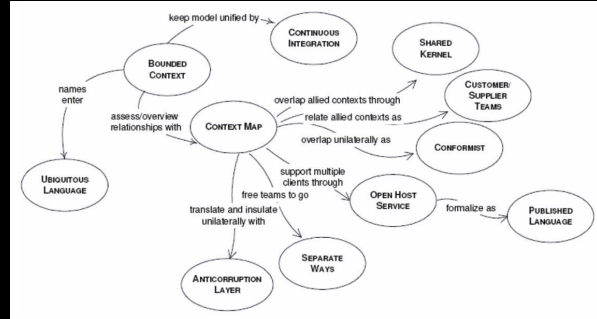 keep model unified by
CONTINUOUS
INTEGRATION
SHARED
KERNEL
BOUNDED
CONTEXT
CUSTOMER/
SUPPLIER
TEAMS
names
enter
overlap allied contexts through
assess/overview
relationships with
relate allied contexts as
CONTEXT MAP
overlap unilaterally as
CONFORMIST
support multiple
clients through
UBIQUITOUS
LANGUAGE
free teams to go
OPEN HOST
SERVICE
formalize as
PUBLISHED
LANGUAGE
translate and insulate
unilaterally with
SEPARATE
WAYS
ANTICORRUPTION
LAYER